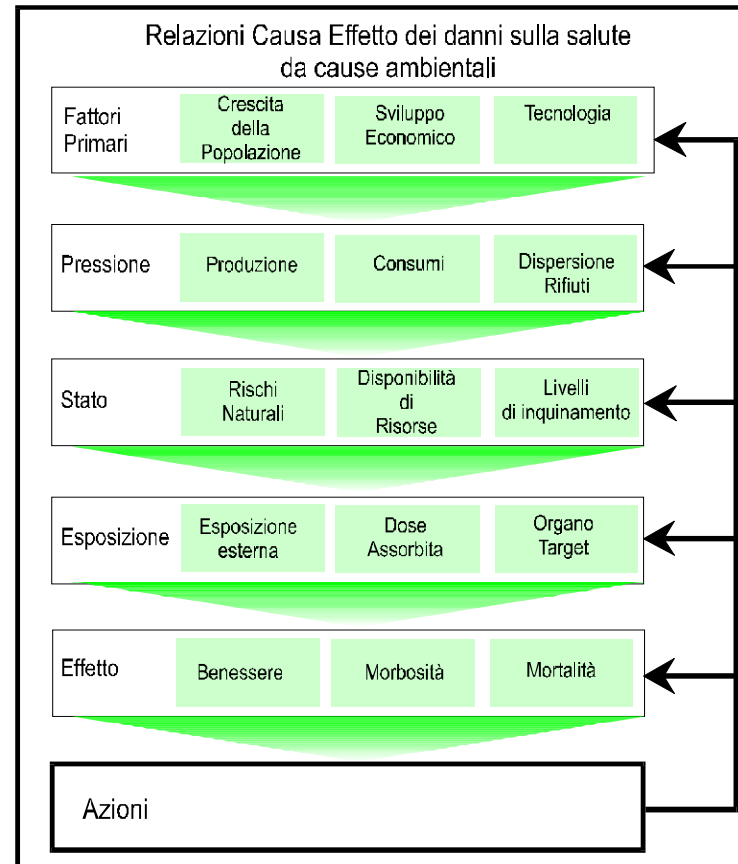 Relazioni Causa Effetto dei danni sulla salute
da cause ambientali
Fattori
Primari
Crescita
della
Popolazione
Sviluppo
Economico
Tecnologia
Pressione
Produzione
Consumi
Dispersione
Rifiuti
Stato
Rischi
Naturali
Disponibilità
di
Risorse
Livelli
di inquinamento
Esposizione
Esposizione
esterna
Dose
Assorbita
Organo
Target
Effetto
Benessere
Morbosità
Mortalità
Azioni